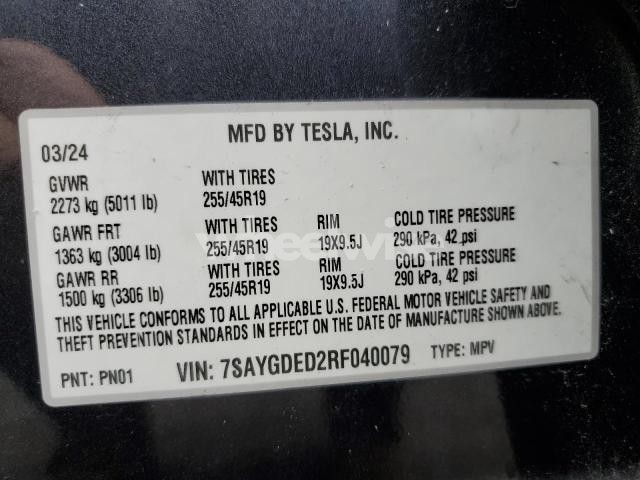 MFD BY TESLA, INC.
03/24
GVWR WITH TIRES
2273 kg (5011 lb) 255/45R19
GAWR FRT WITH TIRES RIM COLD TIRE PRESSURE
1363 kg (3004 lb) 255/45R19 19X9.5J 290 kPa, 42 psi
GAWR RR WITH TIRES RIM COLD TIRE PRESSURE
1500 kg (3306 lb) 255/45R19 19X9.5J 290 kPa, 42 psi
THIS VEHICLE CONFORMS TO ALL APPLICABLE U.S. FEDERAL MOTOR VEHICLE SAFETY AND
THEFT PREVENTION STANDARDS IN EFFECT ON THE DATE OF MANUFACTURE SHOWN ABOVE.
PNT: PN01 VIN: 7SAYGDED2RF040079 TYPE: MPV